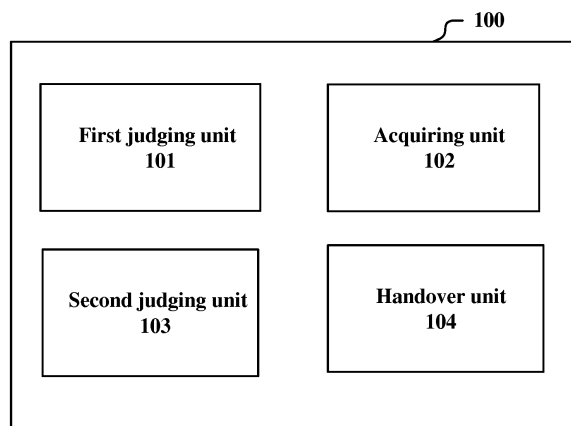 100
First judging unit
101
Acquiring unit
102
Second judging unit
103
Handover unit
104